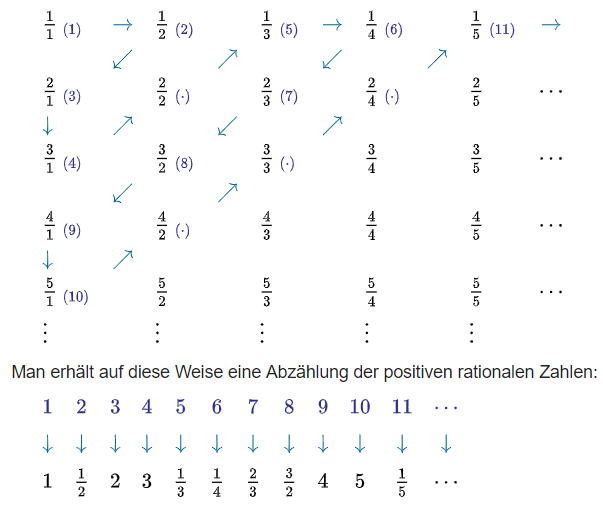 1/1 (1) → 1/2 (2) 1/3 (5) → 1/4 (6) 1/5 (11) →
↙ ↗ ↙ ↗
2/1 (3) 2/2 (·) 2/3 (7) 2/4 (·) 2/5 ⋯
↓ ↗ ↙ ↗
3/1 (4) 3/2 (8) 3/3 (·) 3/4 3/5 ⋯
↙ ↗
4/1 (9) 4/2 (·) 4/3 4/4 4/5 ⋯
↓ ↗
5/1 (10) 5/2 5/3 5/4 5/5 ⋯
⋮ ⋮ ⋮ ⋮ ⋮
Man erhält auf diese Weise eine Abzählung der positiven rationalen Zahlen:
1 2 3 4 5 6 7 8 9 10 11 ⋯
↓ ↓ ↓ ↓ ↓ ↓ ↓ ↓ ↓ ↓ ↓ ↓
1 1/2 2 3 1/3 1/4 2/3 3/2 4 5 1/5 ⋯